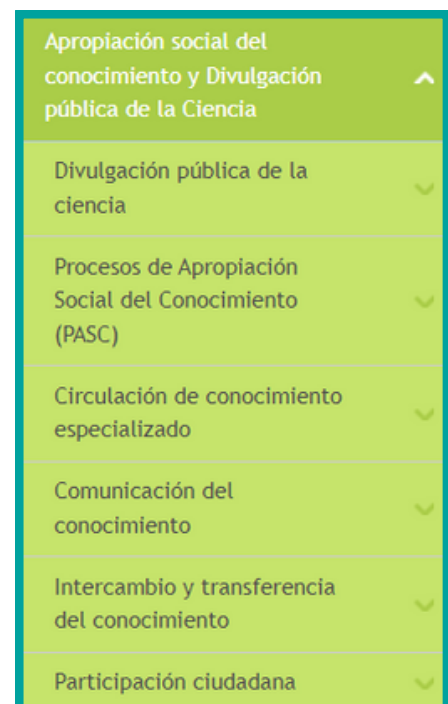 Apropiación social del
conocimiento y Divulgación
pública de la Ciencia
Divulgación pública de la
ciencia
Procesos de Apropiación
Social del Conocimiento
(PASC)
Circulación de conocimiento
especializado
Comunicación del
conocimiento
Intercambio y transferencia
del conocimiento
Participación ciudadana